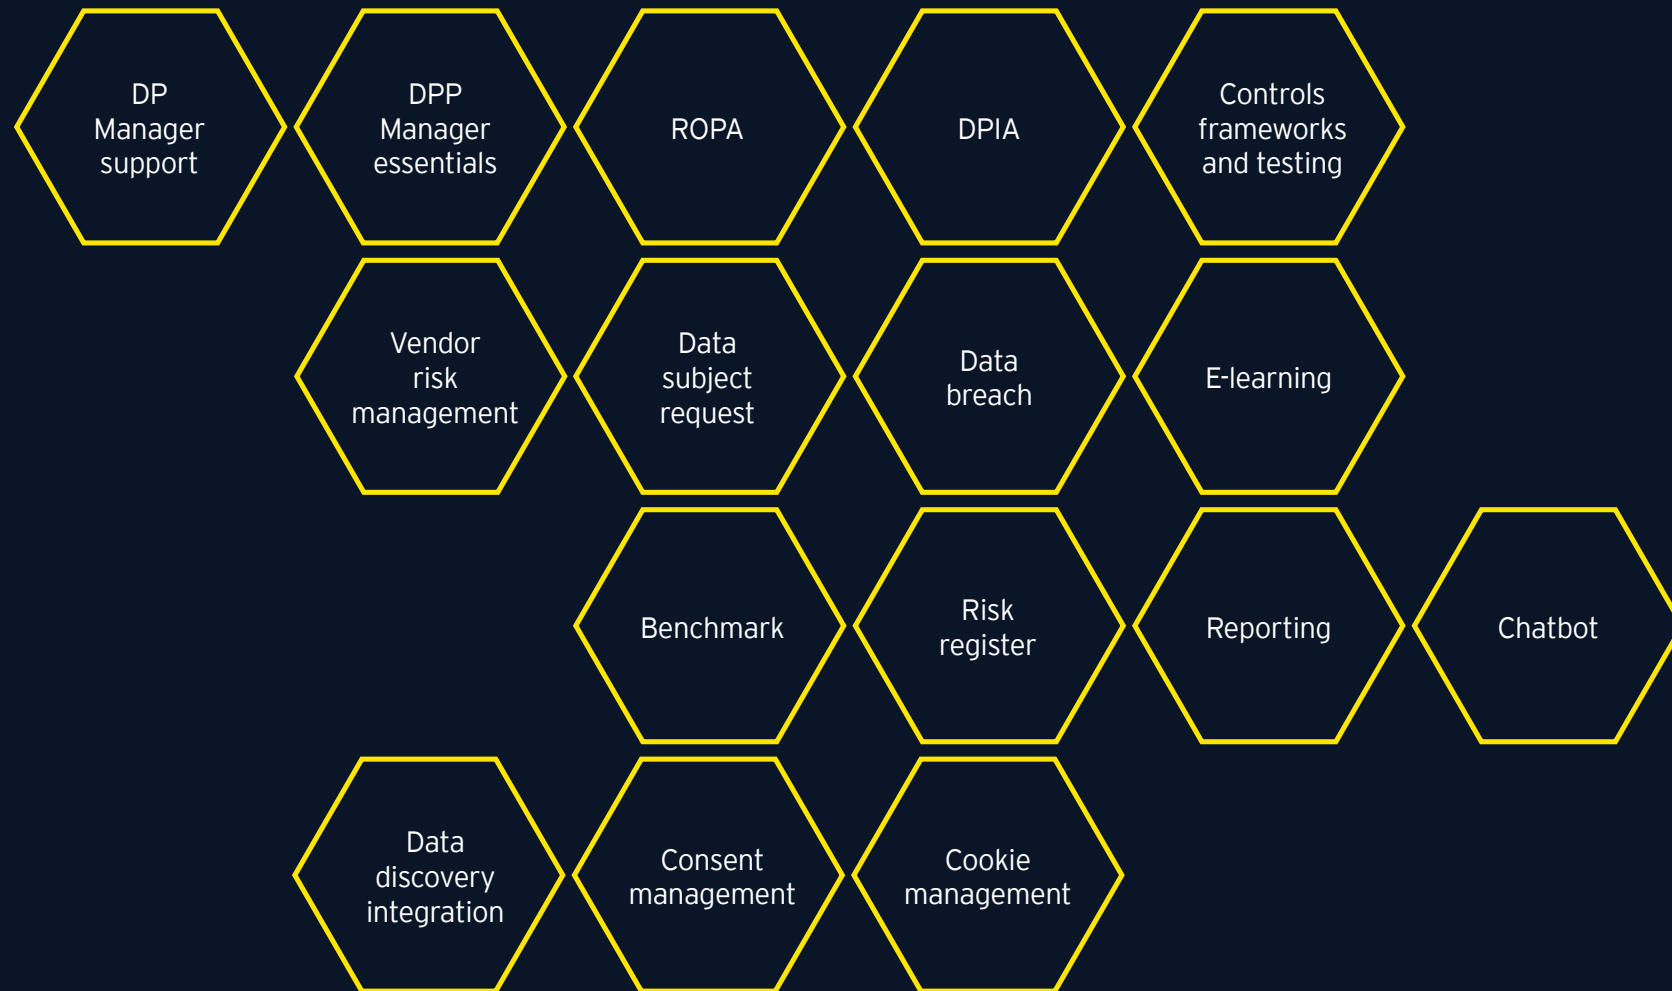 DP
Manager
support
DPP
Manager
essentials
ROPA
DPIA
Controls
frameworks
and testing
Vendor
risk
management
Data
subject
request
Data
breach
E-learning
Benchmark
Risk
register
Reporting
Chatbot
Data
discovery
integration
Consent
management
Cookie
management